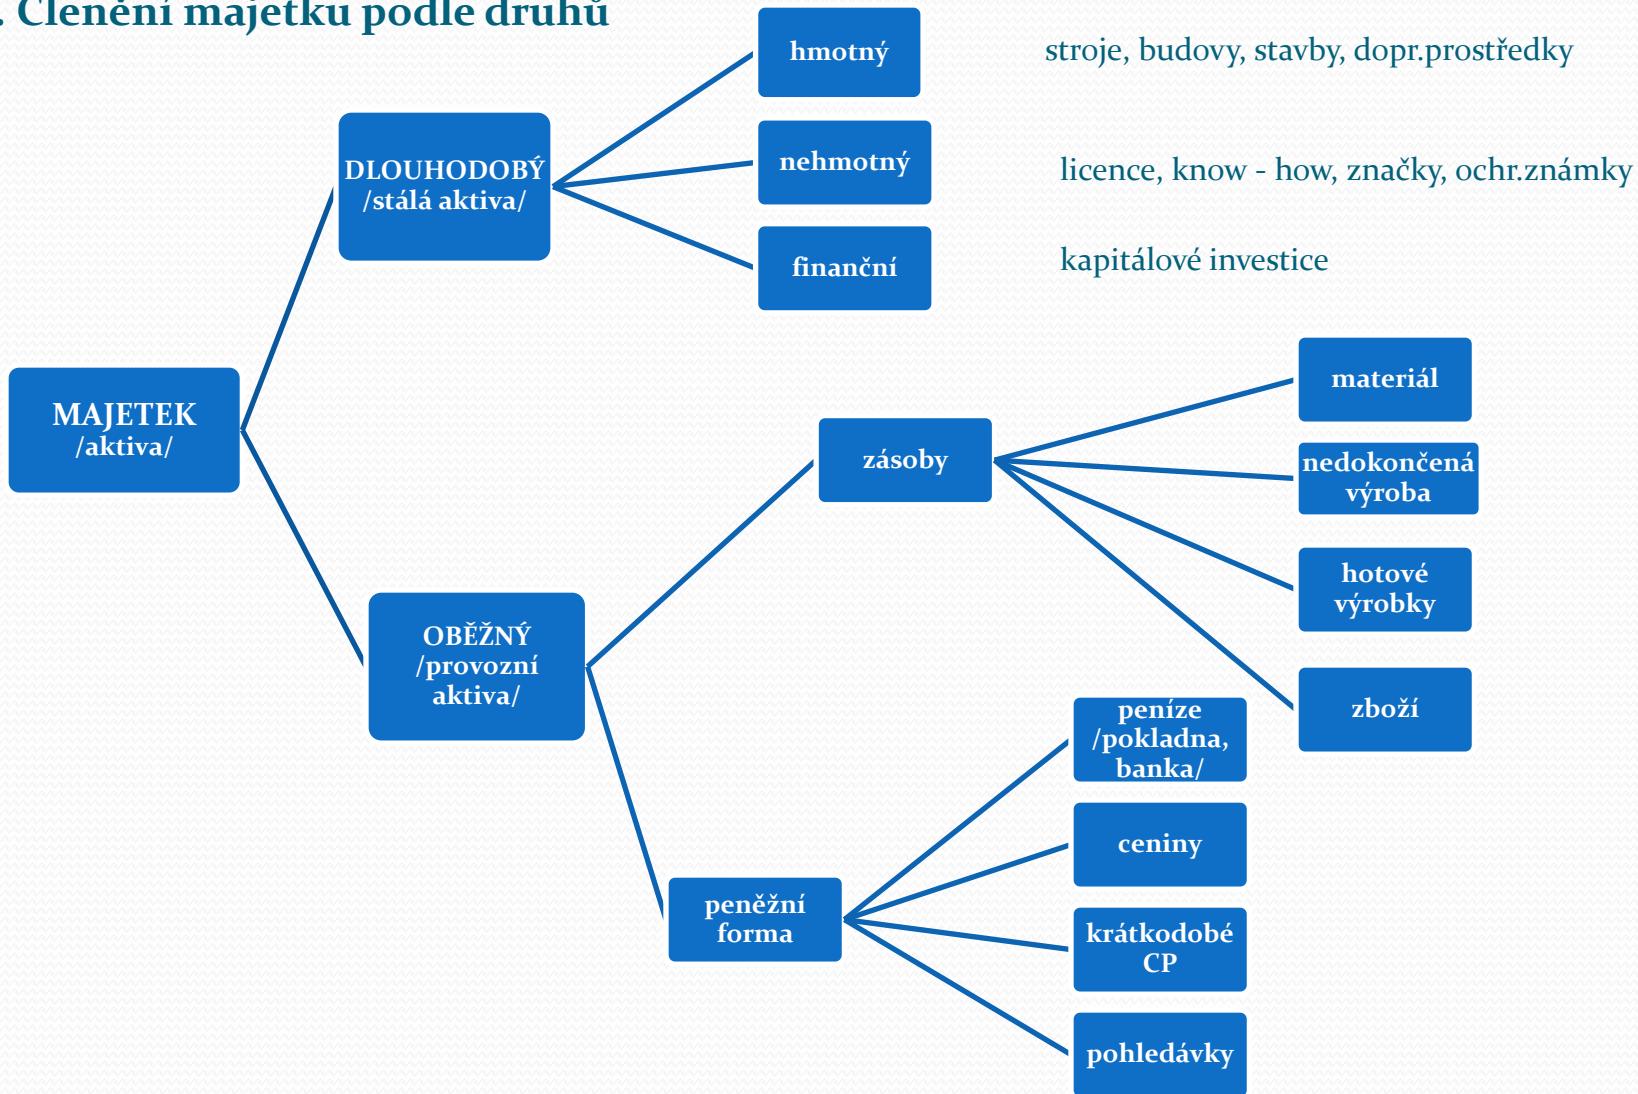 . Členění majetku podle druhů
hmotný
stroje, budovy, stavby, dopr.prostředky
DLOUHODOBÝ
/stálá aktiva/
nehmotný
licence, know - how, značky, ochr.známky
finanční
kapitálové investice
MAJETEK
/aktiva/
OBĚŽNÝ
/provozní
aktiva/
zásoby
materiál
nedokončená
výroba
hotové
výrobky
zboží
peněžní
forma
peníze
/pokladna,
banka/
ceniny
krátkodobé
CP
pohledávky